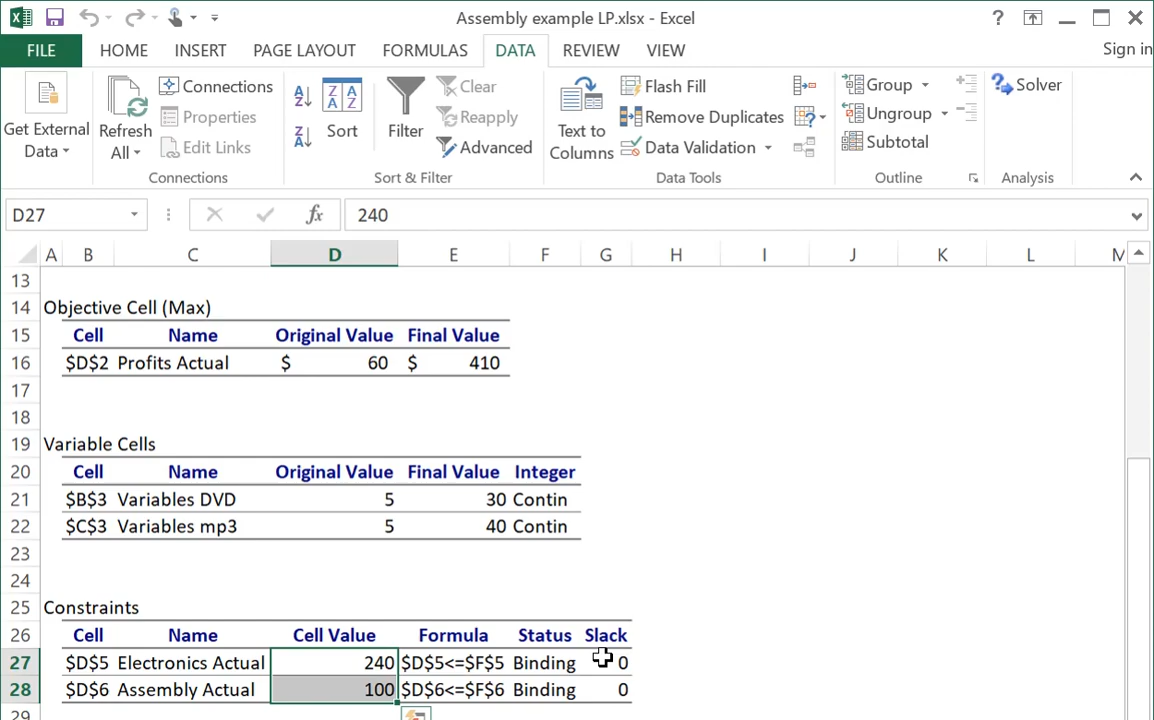 Assembly example LP.xlsx - Excel
FILE HOME INSERT PAGE LAYOUT FORMULAS DATA REVIEW VIEW Sign in
Get External Data
Refresh All
Connections
Properties
Edit Links
Connections
Sort
Filter
Clear
Reapply
Advanced
Sort & Filter
Text to Columns
Flash Fill
Remove Duplicates
Data Validation
Data Tools
Group
Ungroup
Subtotal
Outline
Solver
Analysis
D27 fx 240
A B C D E F G H I J K L M
13
14 Objective Cell (Max)
15 Cell Name Original Value Final Value
16 $D$2 Profits Actual $ 60 $ 410
17
18
19 Variable Cells
20 Cell Name Original Value Final Value Integer
21 $B$3 Variables DVD 5 30 Contin
22 $C$3 Variables mp3 5 40 Contin
23
24
25 Constraints
26 Cell Name Cell Value Formula Status Slack
27 $D$5 Electronics Actual 240 $D$5<=$F$5 Binding 0
28 $D$6 Assembly Actual 100 $D$6<=$F$6 Binding 0
29